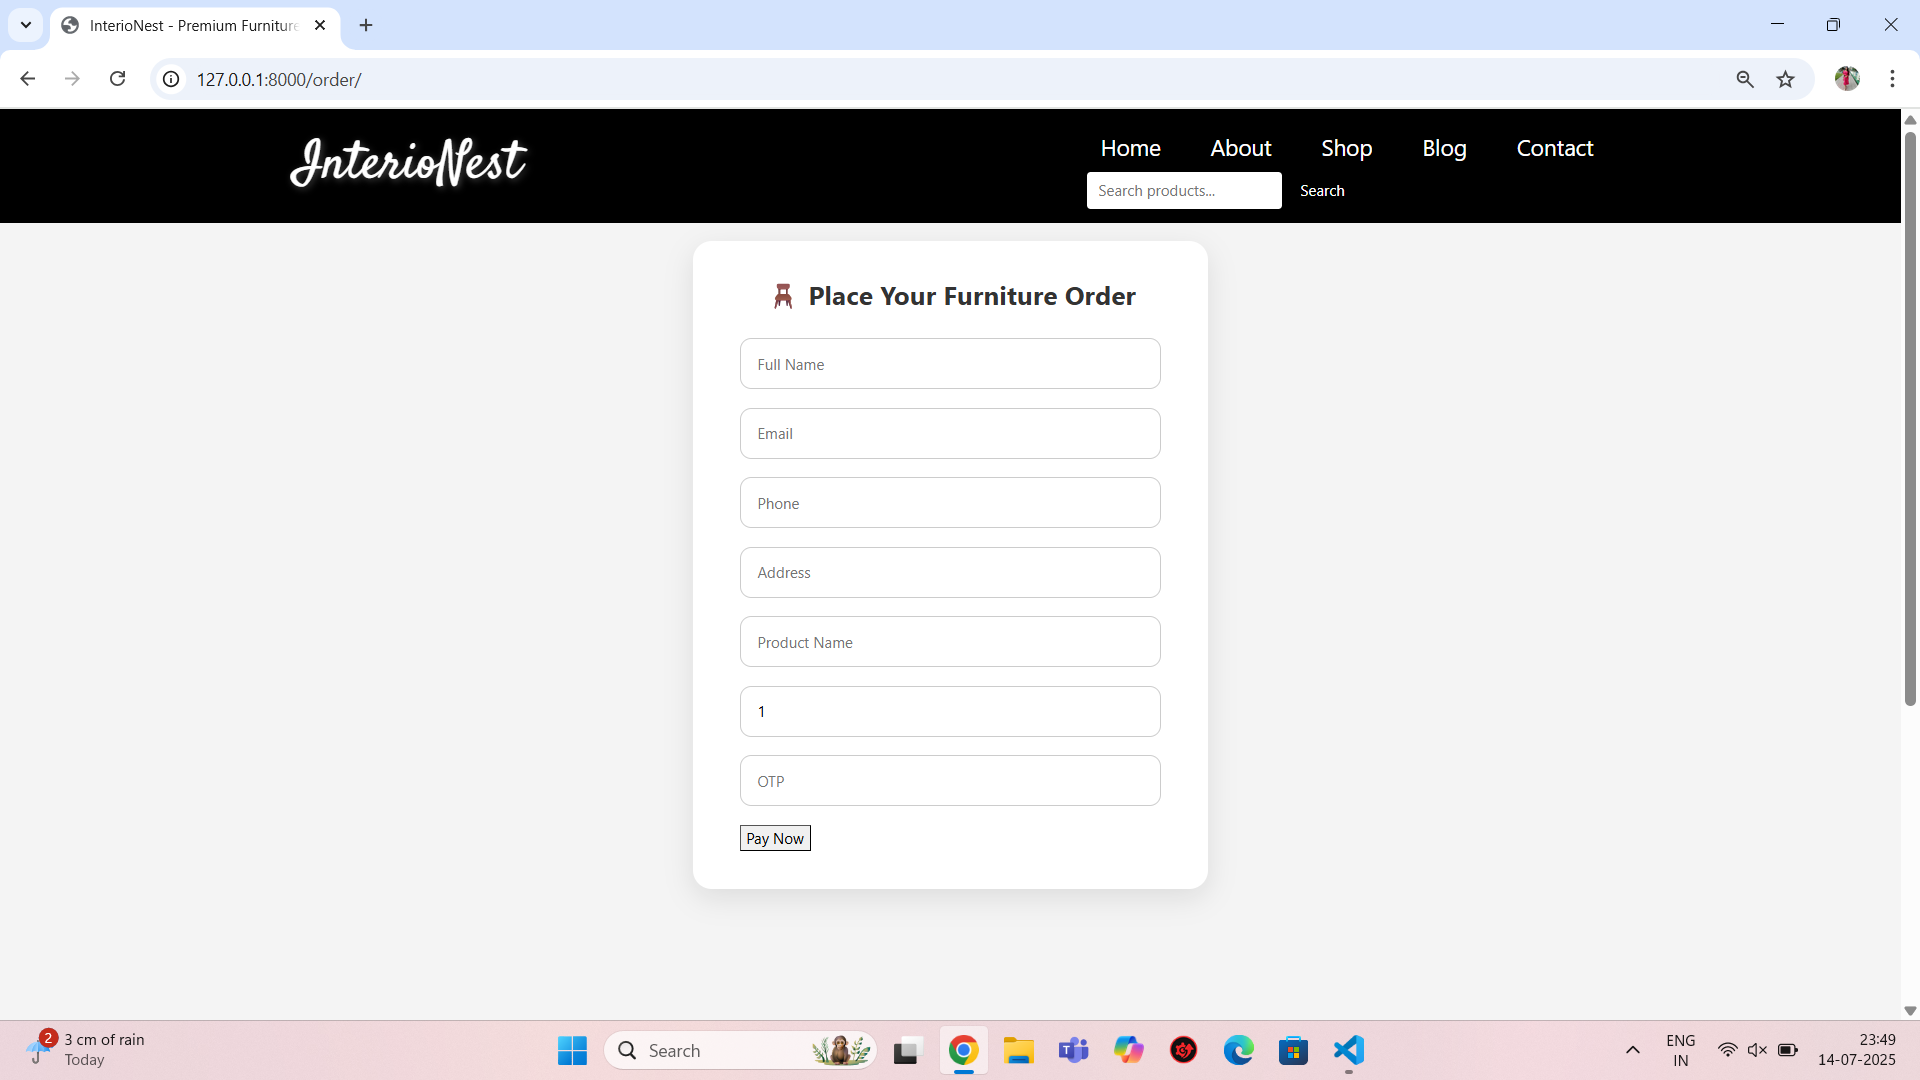 InterioNest - Premium Furniture
127.0.0.1:8000/order/
InterioNest
Home About Shop Blog Contact
Search products... Search
Place Your Furniture Order
Full Name
Email
Phone
Address
Product Name
1
OTP
Pay Now
2
3 cm of rain
Today
Search
ENG
IN
23:49
14-07-2025